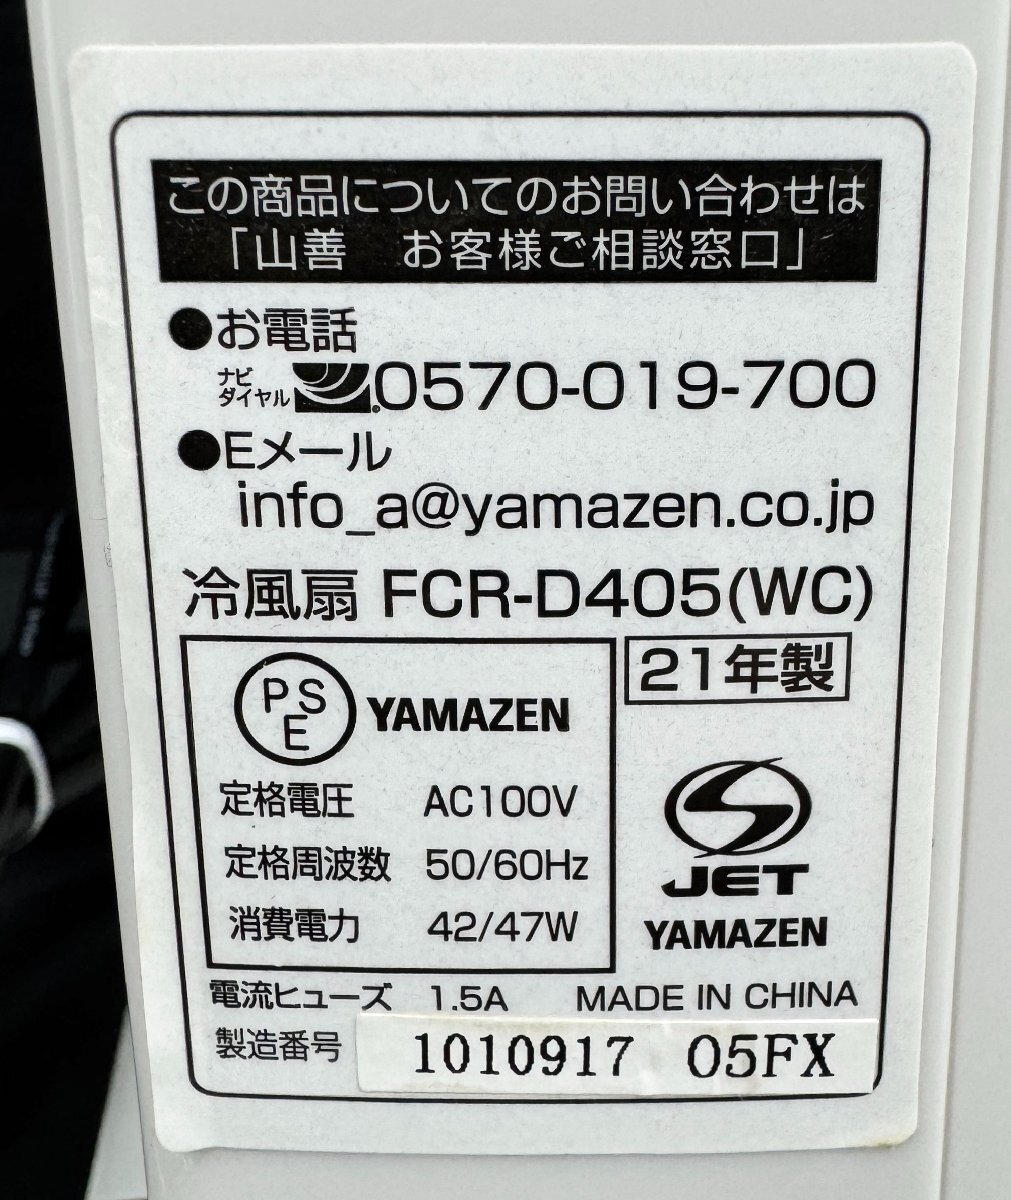 この商品についてのお問い合わせは
「山善　お客様ご相談窓口」
●お電話
ナビ
ダイヤル 0570-019-700
●Eメール
info_a@yamazen.co.jp
冷風扇 FCR-D405(WC)
21年製
PSE YAMAZEN
定格電圧 AC100V
定格周波数 50/60Hz
消費電力 42/47W
JET
YAMAZEN
電流ヒューズ 1.5A MADE IN CHINA
製造番号 1010917 05FX